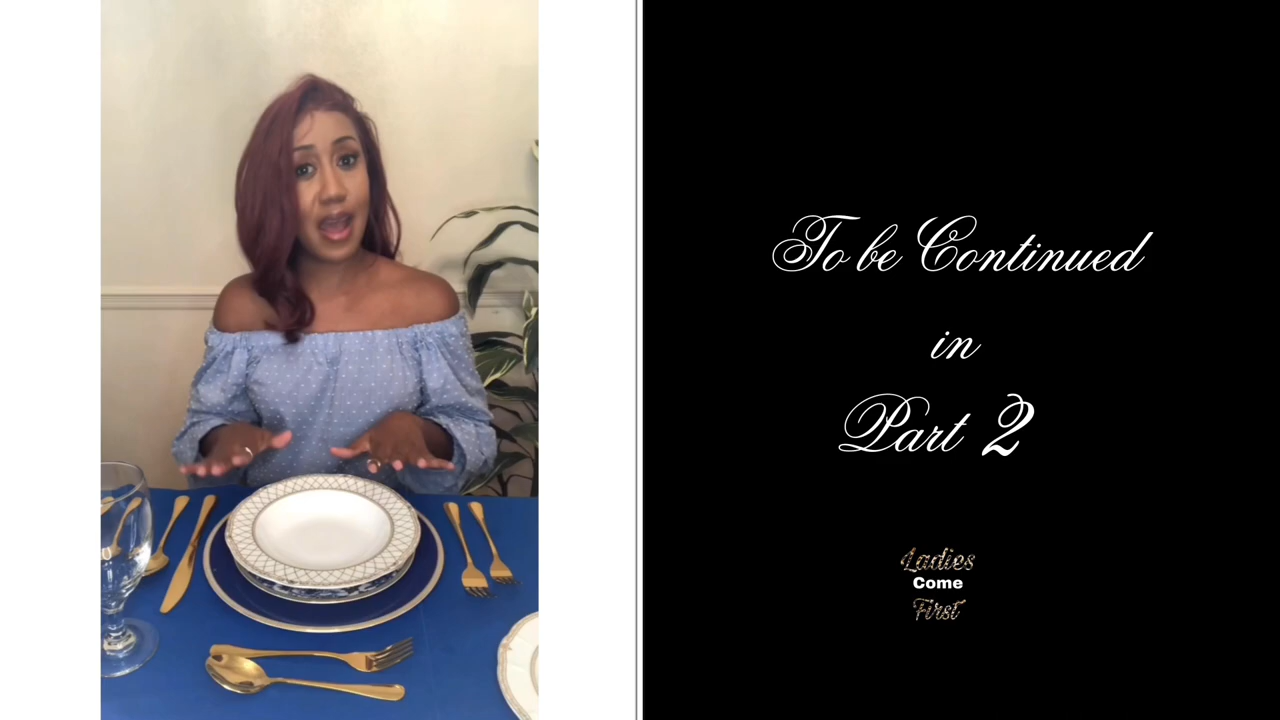 To be Continued
in
Part 2
Ladies
Come
First